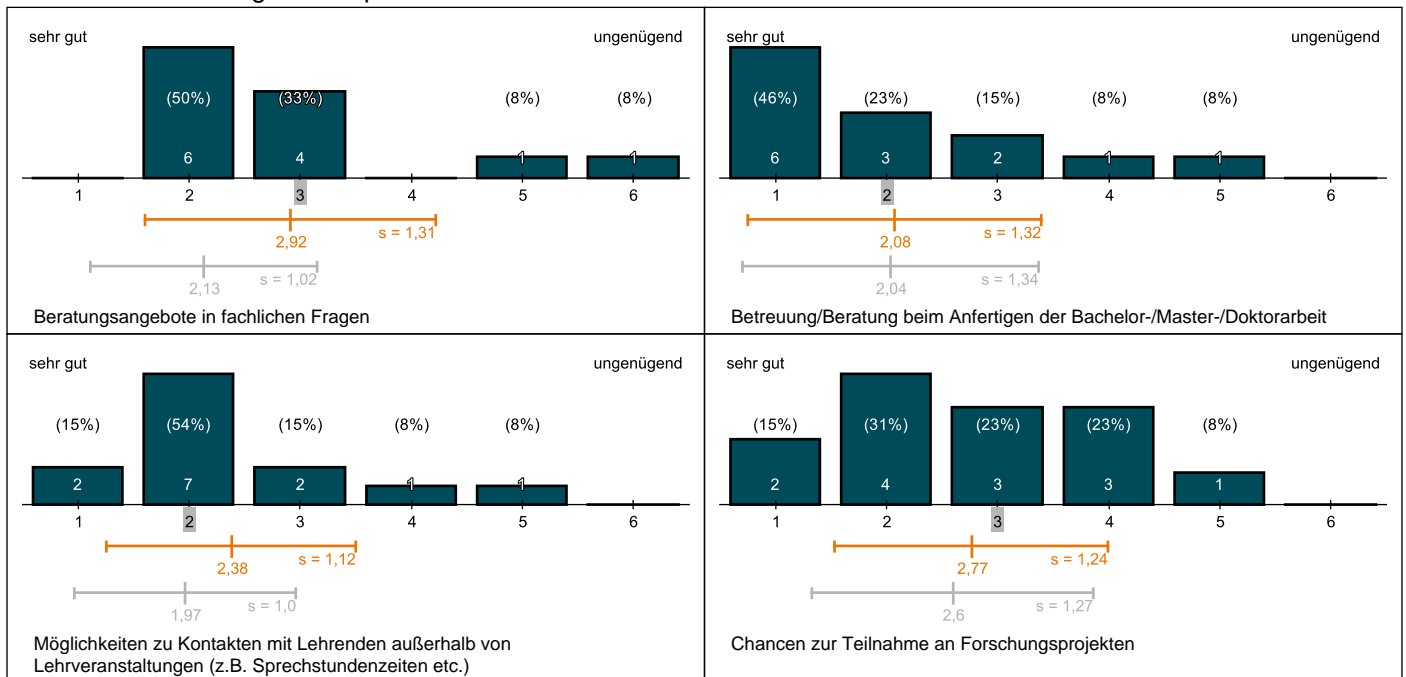 sehr gut ungenügend
(50%) (33%) (8%) (8%)
6 4 1 1
1 2 3 4 5 6
s = 1,31
2,92
s = 1,02
2,13
Beratungsangebote in fachlichen Fragen
sehr gut ungenügend
(46%) (23%) (15%) (8%) (8%)
6 3 2 1 1
1 2 3 4 5 6
s = 1,32
2,08
s = 1,34
2,04
Betreuung/Beratung beim Anfertigen der Bachelor-/Master-/Doktorarbeit
sehr gut ungenügend
(15%) (54%) (15%) (8%) (8%)
2 7 2 1 1
1 2 3 4 5 6
s = 1,12
2,38
s = 1,0
1,97
Möglichkeiten zu Kontakten mit Lehrenden außerhalb von
Lehrveranstaltungen (z.B. Sprechstundenzeiten etc.)
sehr gut ungenügend
(15%) (31%) (23%) (23%) (8%)
2 4 3 3 1
1 2 3 4 5 6
s = 1,24
2,77
s = 1,27
2,6
Chancen zur Teilnahme an Forschungsprojekten